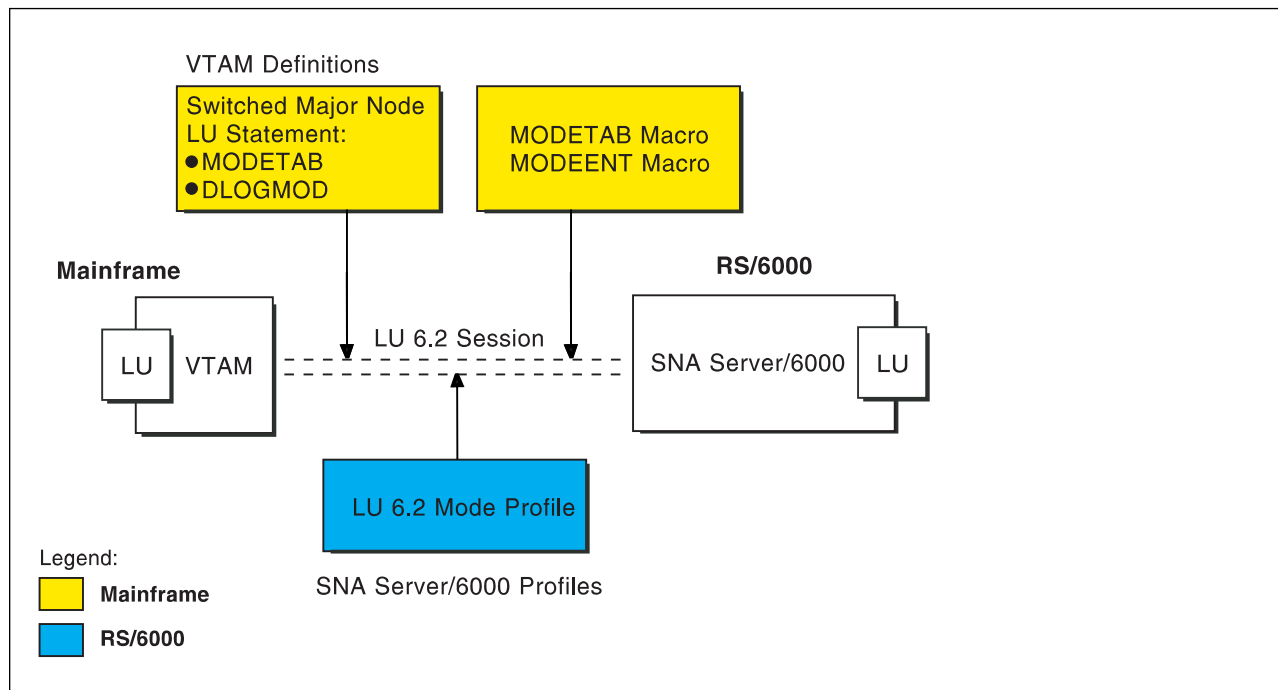 VTAM Definitions
Switched Major Node
LU Statement:
●MODETAB
●DLOGMOD
MODETAB Macro
MODEENT Macro
Mainframe
RS/6000
LU
VTAM
LU 6.2 Session
SNA Server/6000
LU
LU 6.2 Mode Profile
SNA Server/6000 Profiles
Legend:
Mainframe
RS/6000